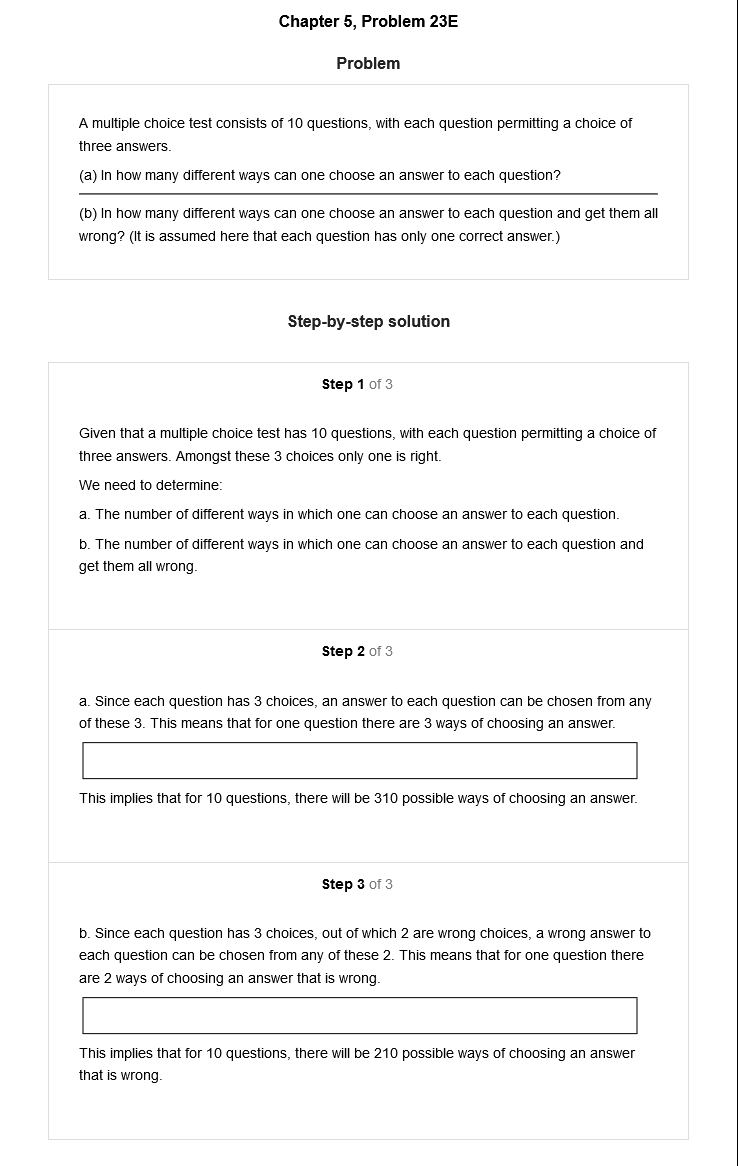 Chapter 5, Problem 23E
Problem
A multiple choice test consists of 10 questions, with each question permitting a choice of
three answers.
(a) In how many different ways can one choose an answer to each question?
(b) In how many different ways can one choose an answer to each question and get them all
wrong? (It is assumed here that each question has only one correct answer.)
Step-by-step solution
Step 1 of 3
Given that a multiple choice test has 10 questions, with each question permitting a choice of
three answers. Amongst these 3 choices only one is right.
We need to determine:
a. The number of different ways in which one can choose an answer to each question.
b. The number of different ways in which one can choose an answer to each question and
get them all wrong.
Step 2 of 3
a. Since each question has 3 choices, an answer to each question can be chosen from any
of these 3. This means that for one question there are 3 ways of choosing an answer.
This implies that for 10 questions, there will be 310 possible ways of choosing an answer.
Step 3 of 3
b. Since each question has 3 choices, out of which 2 are wrong choices, a wrong answer to
each question can be chosen from any of these 2. This means that for one question there
are 2 ways of choosing an answer that is wrong.
This implies that for 10 questions, there will be 210 possible ways of choosing an answer
that is wrong.